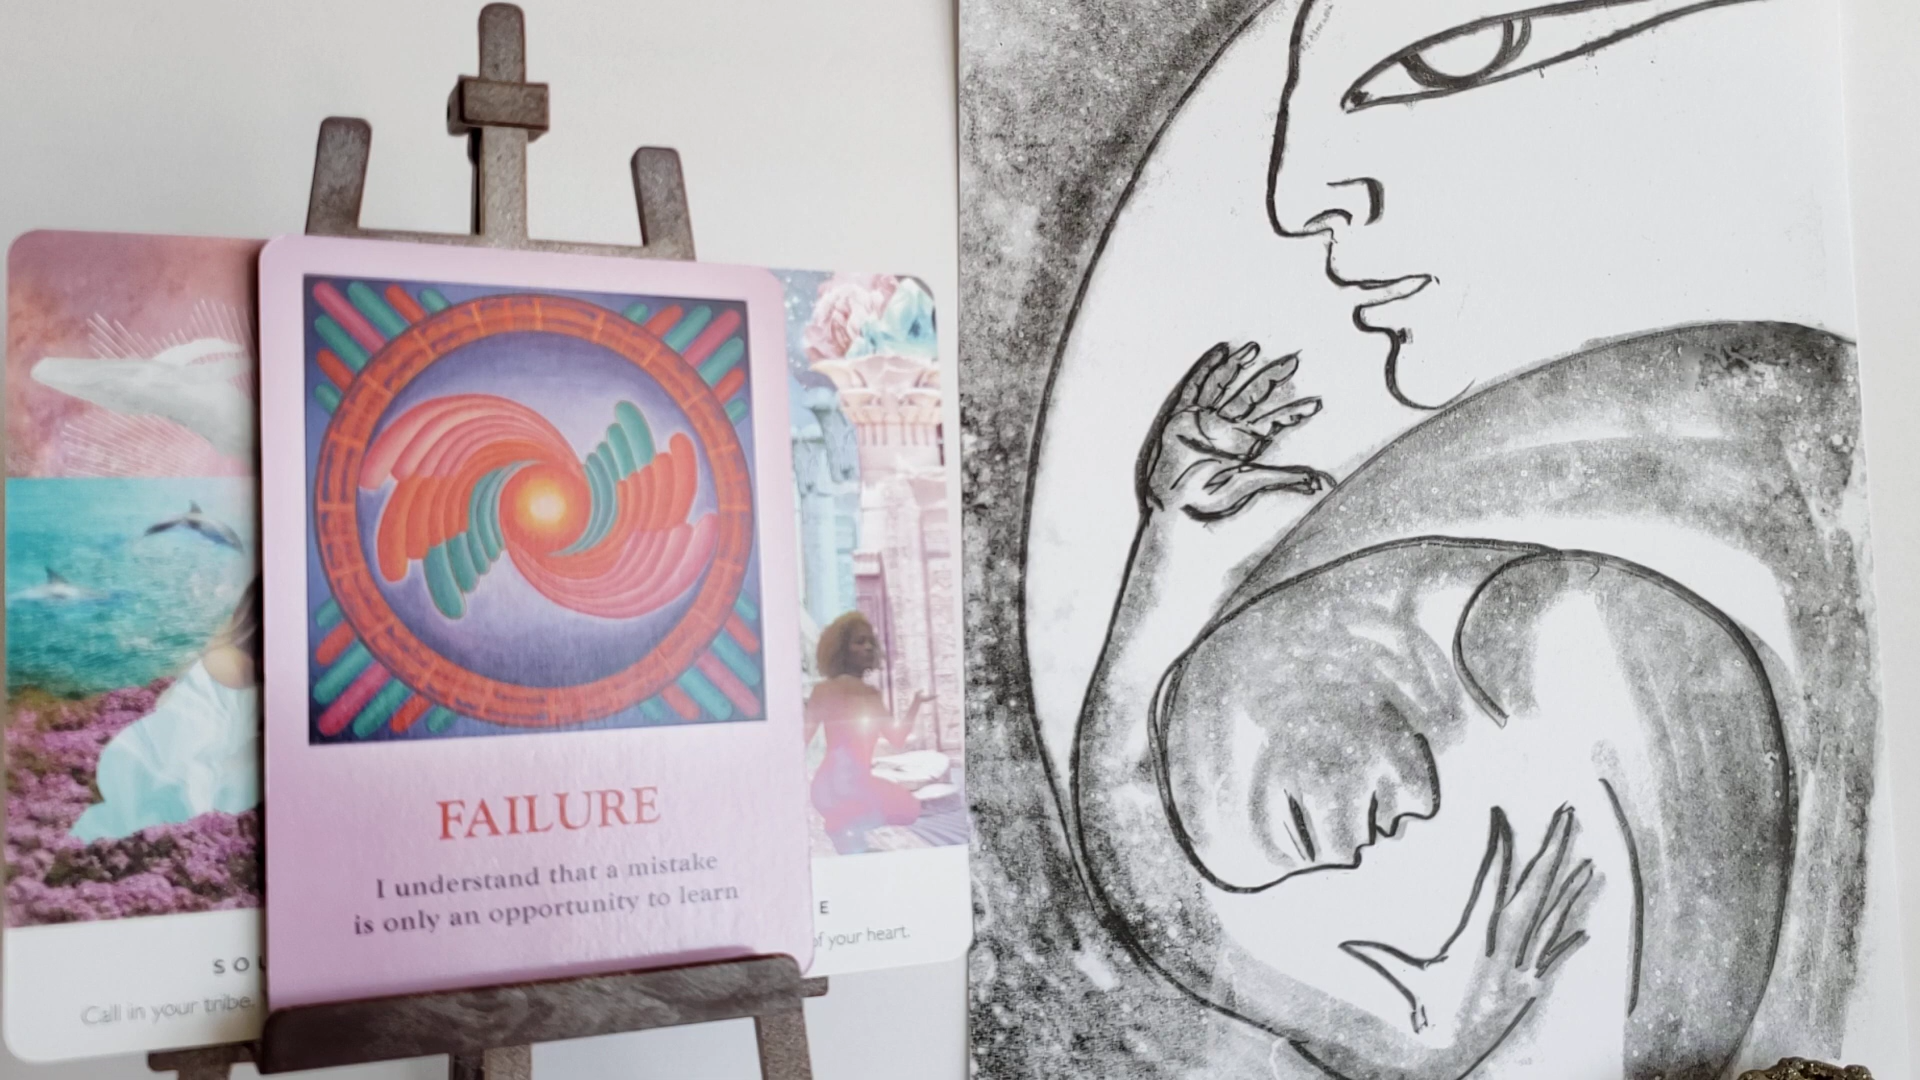 FAILURE
I understand that a mistake
is only an opportunity to learn
SOU
Call in your tribe.
E
of your heart.